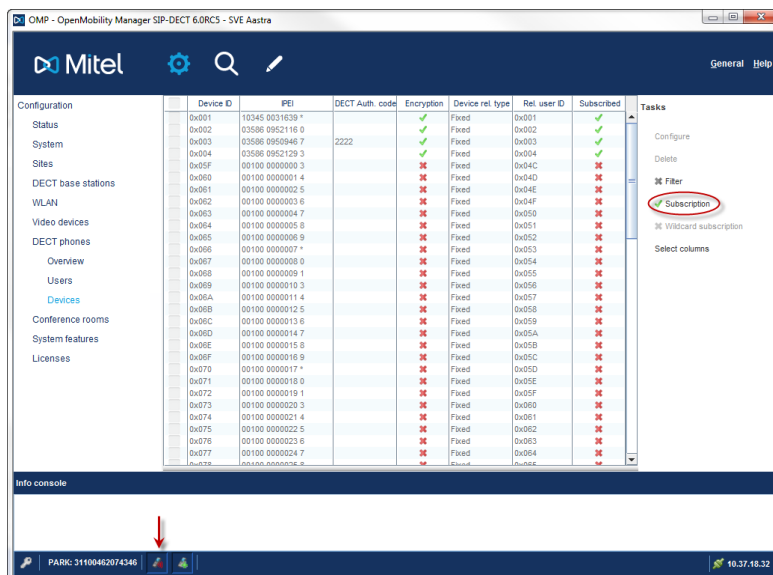 OMP - OpenMobility Manager SIP-DECT 6.0RC5 - SVE Aastra
Mitel
General Help
Configuration
Status
System
Sites
DECT base stations
WLAN
Video devices
DECT phones
Overview
Users
Devices
Conference rooms
System features
Licenses
Device ID IPEI DECT Auth. code Encryption Device rel. type Rel. user ID Subscribed
0x001 10345 0031639 * Fixed 0x001
0x002 03586 0952116 0 Fixed 0x002
0x003 03586 0950946 7 2222 Fixed 0x003
0x004 03586 0952129 3 Fixed 0x004
0x05F 00100 0000000 3 Fixed 0x04C
0x060 00100 0000001 4 Fixed 0x04D
0x061 00100 0000002 5 Fixed 0x04E
0x062 00100 0000003 6 Fixed 0x04F
0x063 00100 0000004 7 Fixed 0x050
0x064 00100 0000005 8 Fixed 0x051
0x065 00100 0000006 9 Fixed 0x052
0x066 00100 0000007 * Fixed 0x053
0x067 00100 0000008 0 Fixed 0x054
0x068 00100 0000009 1 Fixed 0x055
0x069 00100 0000010 3 Fixed 0x056
0x06A 00100 0000011 4 Fixed 0x057
0x06B 00100 0000012 5 Fixed 0x058
0x06C 00100 0000013 6 Fixed 0x059
0x06D 00100 0000014 7 Fixed 0x05A
0x06E 00100 0000015 8 Fixed 0x05B
0x06F 00100 0000016 9 Fixed 0x05C
0x070 00100 0000017 * Fixed 0x05D
0x071 00100 0000018 0 Fixed 0x05E
0x072 00100 0000019 1 Fixed 0x05F
0x073 00100 0000020 3 Fixed 0x060
0x074 00100 0000021 4 Fixed 0x061
0x075 00100 0000022 5 Fixed 0x062
0x076 00100 0000023 6 Fixed 0x063
0x077 00100 0000024 7 Fixed 0x064
Tasks
Configure
Delete
Filter
Subscription
Wildcard subscription
Select columns
Info console
PARK: 31100462074346
10.37.18.32